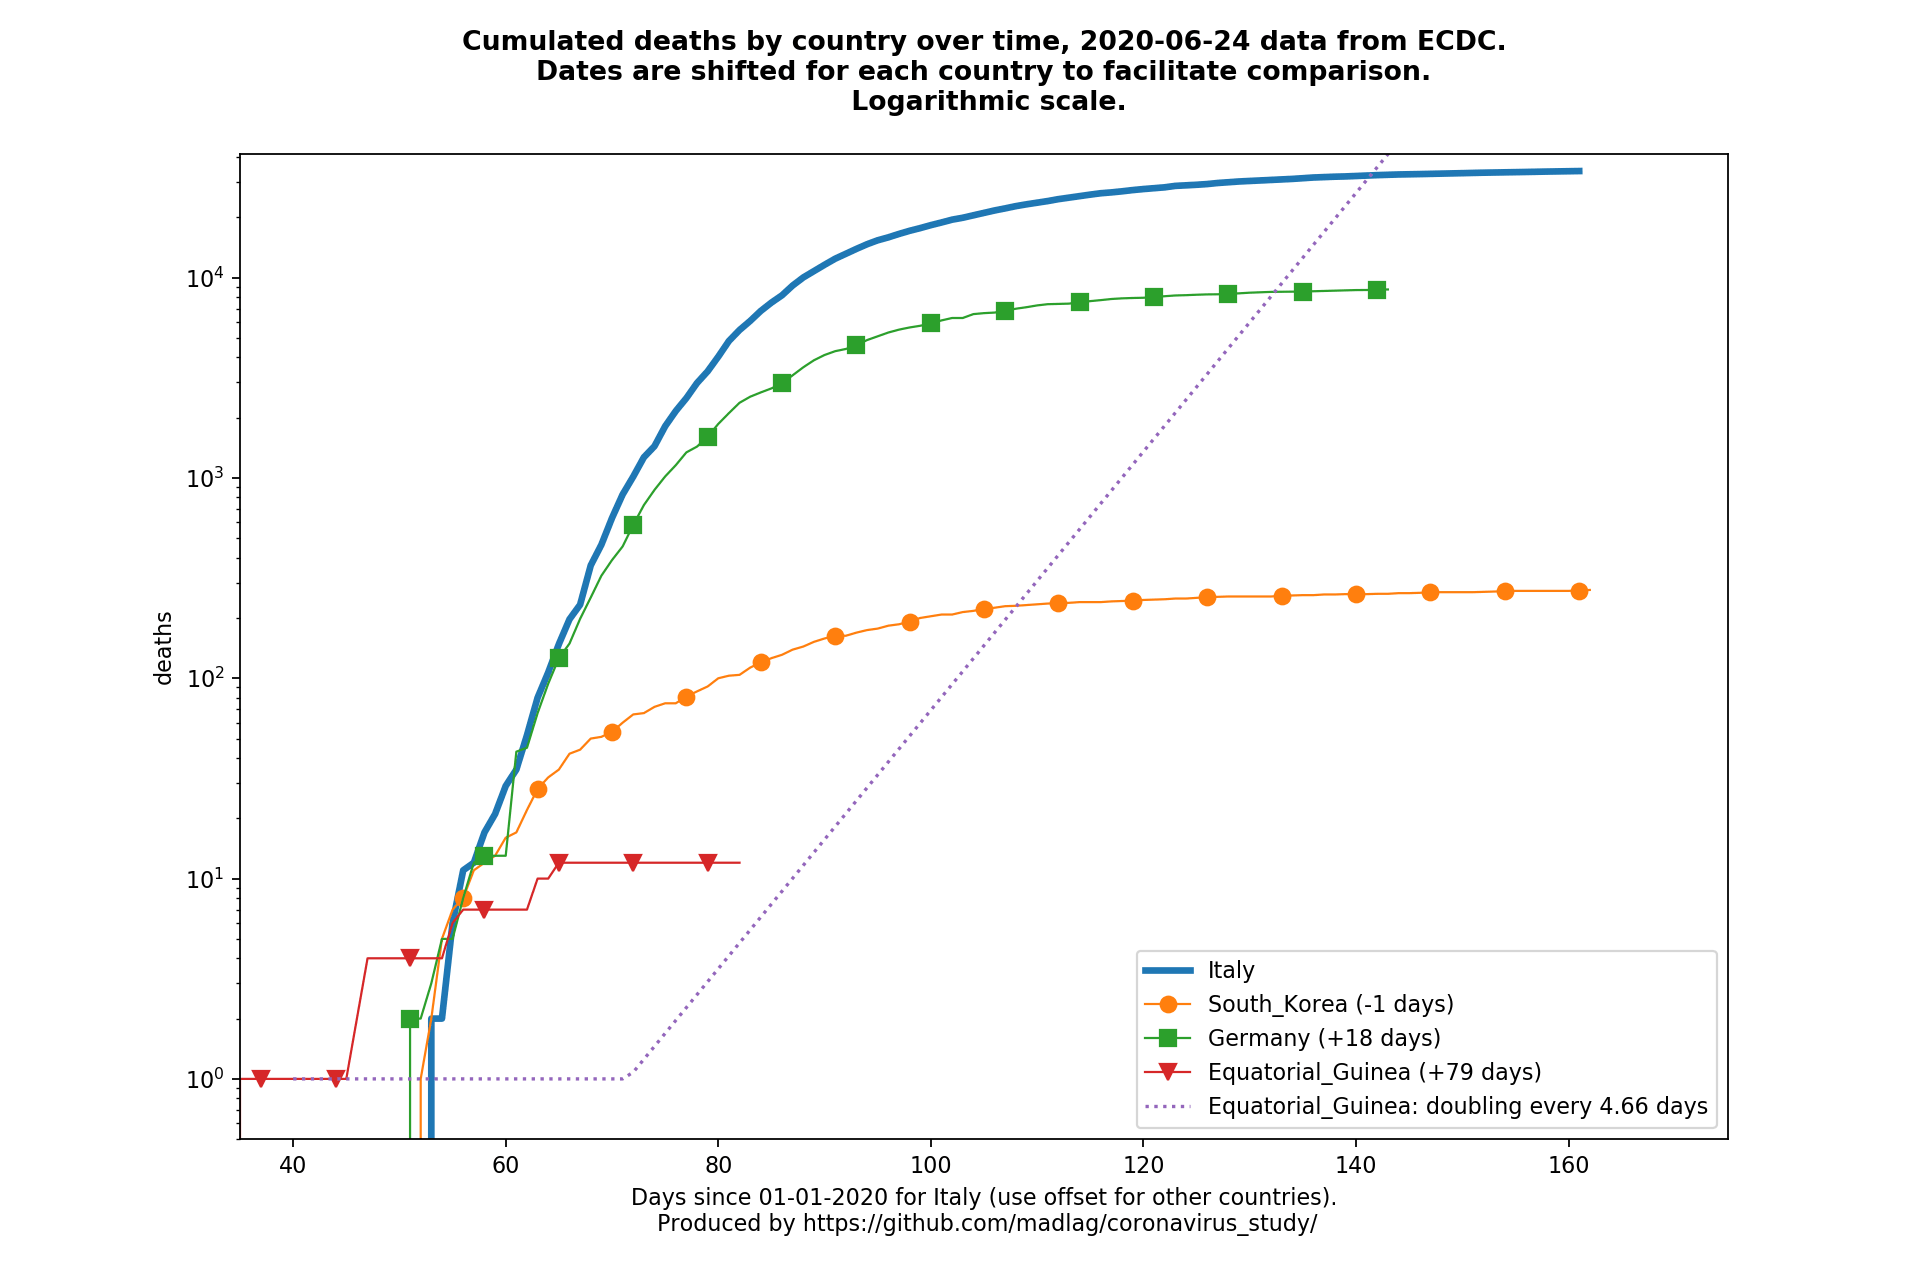 Cumulated deaths by country over time, 2020-06-24 data from ECDC.
Dates are shifted for each country to facilitate comparison.
Logarithmic scale.
deaths
10^4
10^3
10^2
10^1
10^0
40 60 80 100 120 140 160
Italy
South_Korea (-1 days)
Germany (+18 days)
Equatorial_Guinea (+79 days)
Equatorial_Guinea: doubling every 4.66 days
Days since 01-01-2020 for Italy (use offset for other countries).
Produced by https://github.com/madlag/coronavirus_study/